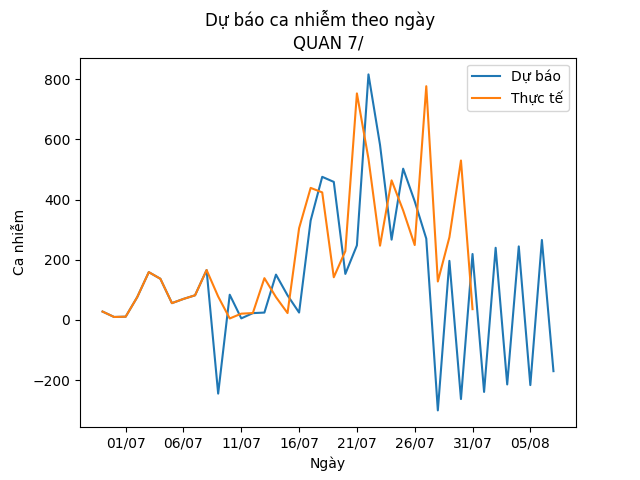 Dự báo ca nhiễm theo ngày
QUAN 7/
Dự báo
Thực tế
Ca nhiễm
800
600
400
200
0
−200
01/07 06/07 11/07 16/07 21/07 26/07 31/07 05/08
Ngày